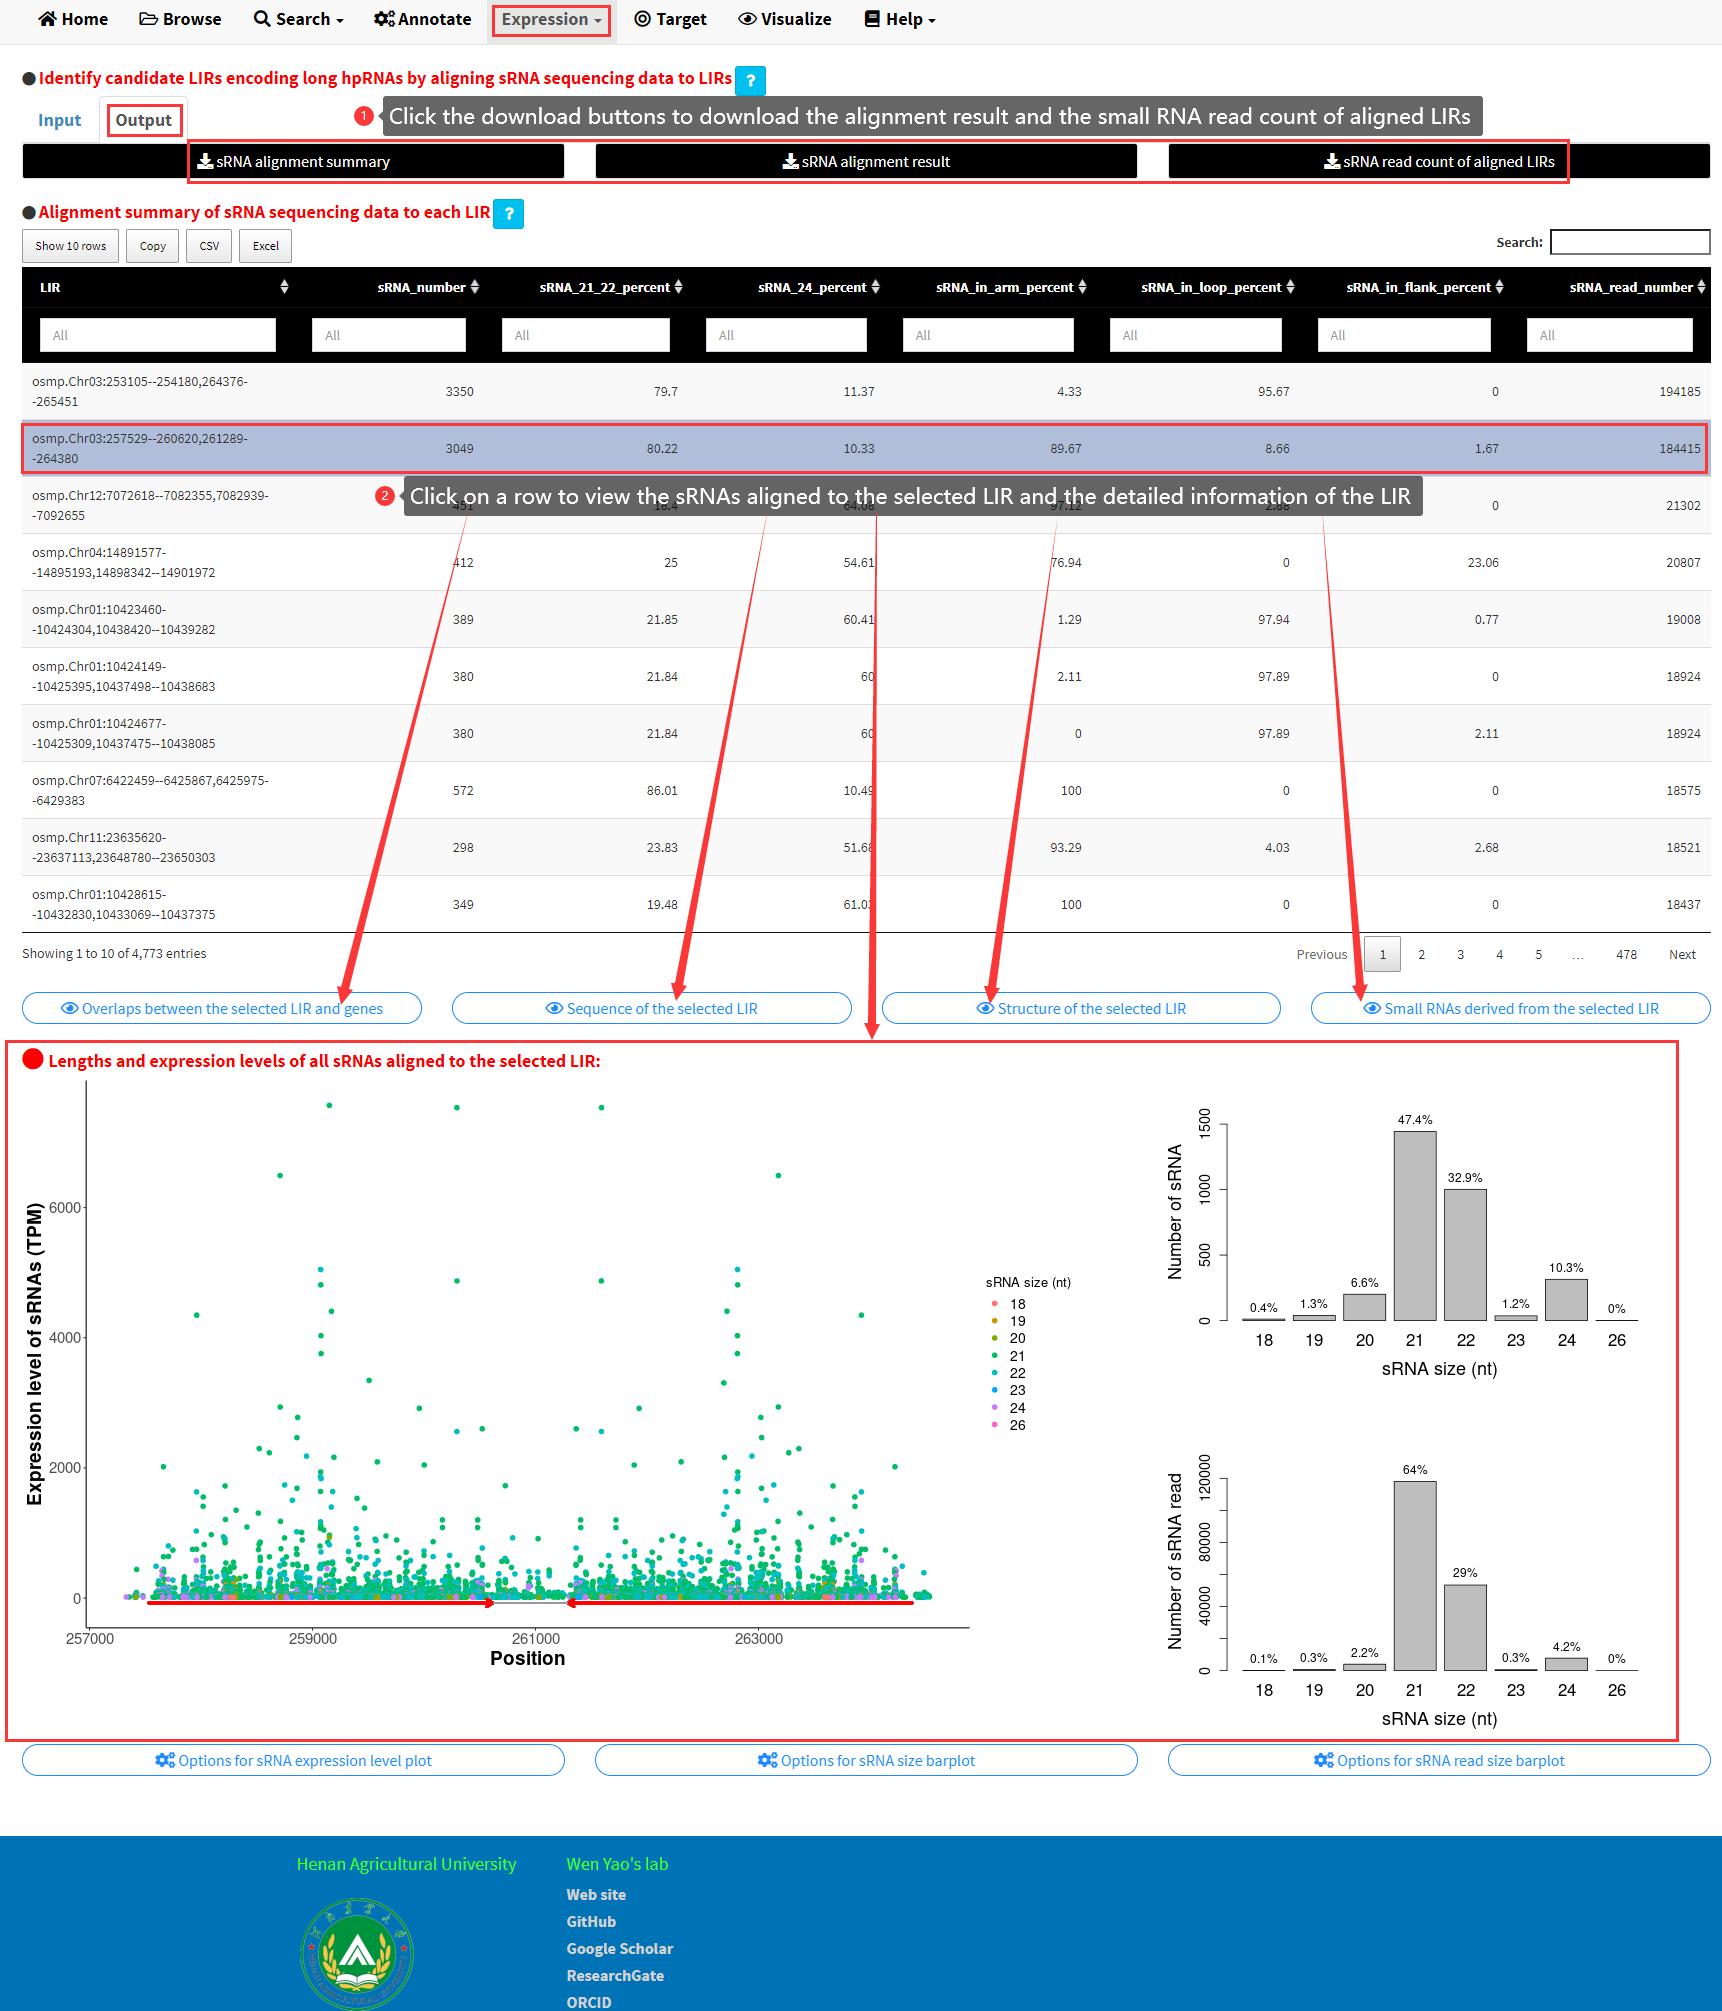 Home Browse Search Annotate Expression Target Visualize Help
Identify candidate LIRs encoding long hpRNAs by aligning sRNA sequencing data to LIRs ?
Input Output
1 Click the download buttons to download the alignment result and the small RNA read count of aligned LIRs
sRNA alignment summary sRNA alignment result sRNA read count of aligned LIRs
Alignment summary of sRNA sequencing data to each LIR ?
Show 10 rows Copy CSV Excel Search:
LIR sRNA_number sRNA_21_22_percent sRNA_24_percent sRNA_in_arm_percent sRNA_in_loop_percent sRNA_in_flank_percent sRNA_read_number
All All All All All All All All
osmp.Chr03:253105--254180,264376-
-265451 3350 79.7 11.37 4.33 95.67 0 194185
osmp.Chr03:257529--260620,261289-
-264380 3049 80.22 10.33 89.67 8.66 1.67 184415
2 Click on a row to view the sRNAs aligned to the selected LIR and the detailed information of the LIR
osmp.Chr12:7072618--7082355,7082939-
-7092655 451 18.4 64.08 97.12 2.88 0 21302
osmp.Chr04:14891577-
-14895193,14898342--14901972 412 25 54.61 76.94 0 23.06 20807
osmp.Chr01:10423460-
-10424304,10438420--10439282 389 21.85 60.41 1.29 97.94 0.77 19008
osmp.Chr01:10424149-
-10425395,10437498--10438683 380 21.84 60 2.11 97.89 0 18924
osmp.Chr01:10424677-
-10425309,10437475--10438085 380 21.84 60 0 97.89 2.11 18924
osmp.Chr07:6422459--6425867,6425975-
-6429383 572 86.01 10.49 100 0 0 18575
osmp.Chr11:23635620-
-23637113,23648780--23650303 298 23.83 51.68 93.29 4.03 2.68 18521
osmp.Chr01:10428615-
-10432830,10433069--10437375 349 19.48 61.03 100 0 0 18437
Showing 1 to 10 of 4,773 entries Previous 1 2 3 4 5 … 478 Next
Overlaps between the selected LIR and genes Sequence of the selected LIR Structure of the selected LIR Small RNAs derived from the selected LIR
Lengths and expression levels of all sRNAs aligned to the selected LIR:
Expression level of sRNAs (TPM)
6000
4000
2000
0
257000 259000 261000 263000
Position
sRNA size (nt)
18
19
20
21
22
23
24
26
Number of sRNA
0 500 1000 1500
0.4% 1.3% 6.6% 47.4% 32.9% 1.2% 10.3% 0%
18 19 20 21 22 23 24 26
sRNA size (nt)
Number of sRNA read
0 40000 80000 120000
0.1% 0.3% 2.2% 64% 29% 0.3% 4.2% 0%
18 19 20 21 22 23 24 26
sRNA size (nt)
Options for sRNA expression level plot Options for sRNA size barplot Options for sRNA read size barplot
Henan Agricultural University Wen Yao's lab
Web site
GitHub
Google Scholar
ResearchGate
ORCID